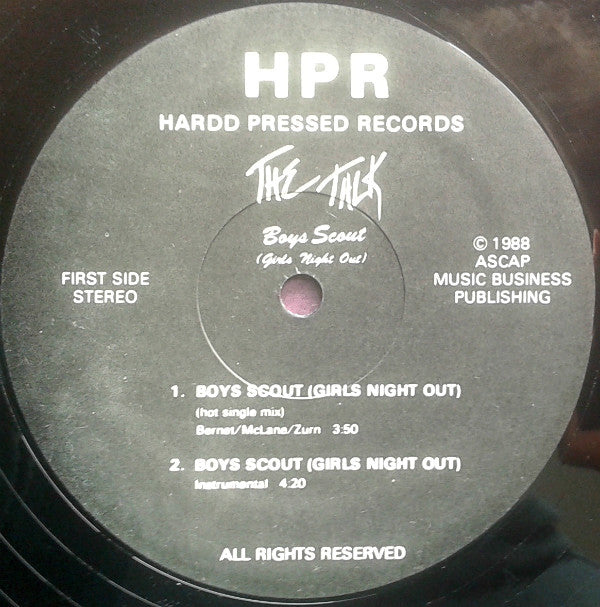 HPR
HARDD PRESSED RECORDS
THE TALK
Boys Scout
(Girls Night Out)
FIRST SIDE
STEREO
© 1988
ASCAP
MUSIC BUSINESS
PUBLISHING
1. BOYS SCOUT (GIRLS NIGHT OUT)
(hot single mix)
Bernet/McLane/Zurn 3:50
2. BOYS SCOUT (GIRLS NIGHT OUT)
Instrumental 4:20
ALL RIGHTS RESERVED